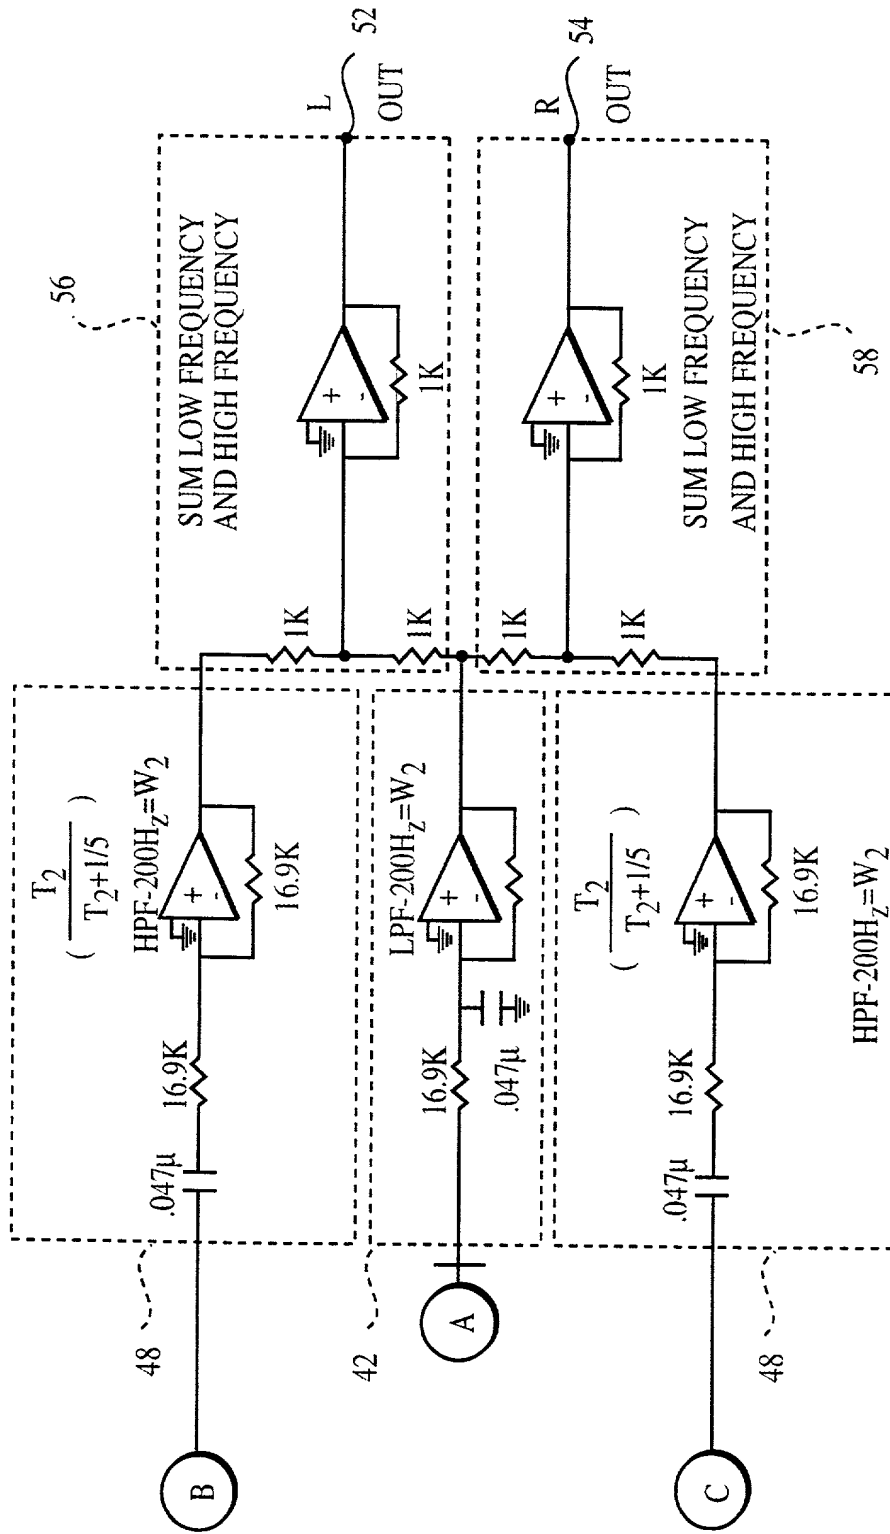 B
48
.047μ
16.9K
( T2 / T2+1/5 )
HPF-200HZ=W2
+
-
16.9K
1K
56
SUM LOW FREQUENCY
AND HIGH FREQUENCY
+
-
1K
1K
L
OUT
52
A
42
16.9K
.047μ
LPF-200HZ=W2
+
-
C
48
.047μ
16.9K
( T2 / T2+1/5 )
+
-
16.9K
HPF-200HZ=W2
1K
1K
+
-
1K
SUM LOW FREQUENCY
AND HIGH FREQUENCY
58
R
OUT
54